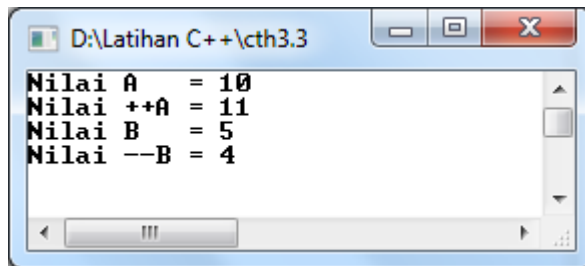 D:\Latihan C++\cth3.3
Nilai A   = 10
Nilai ++A = 11
Nilai B   = 5
Nilai --B = 4